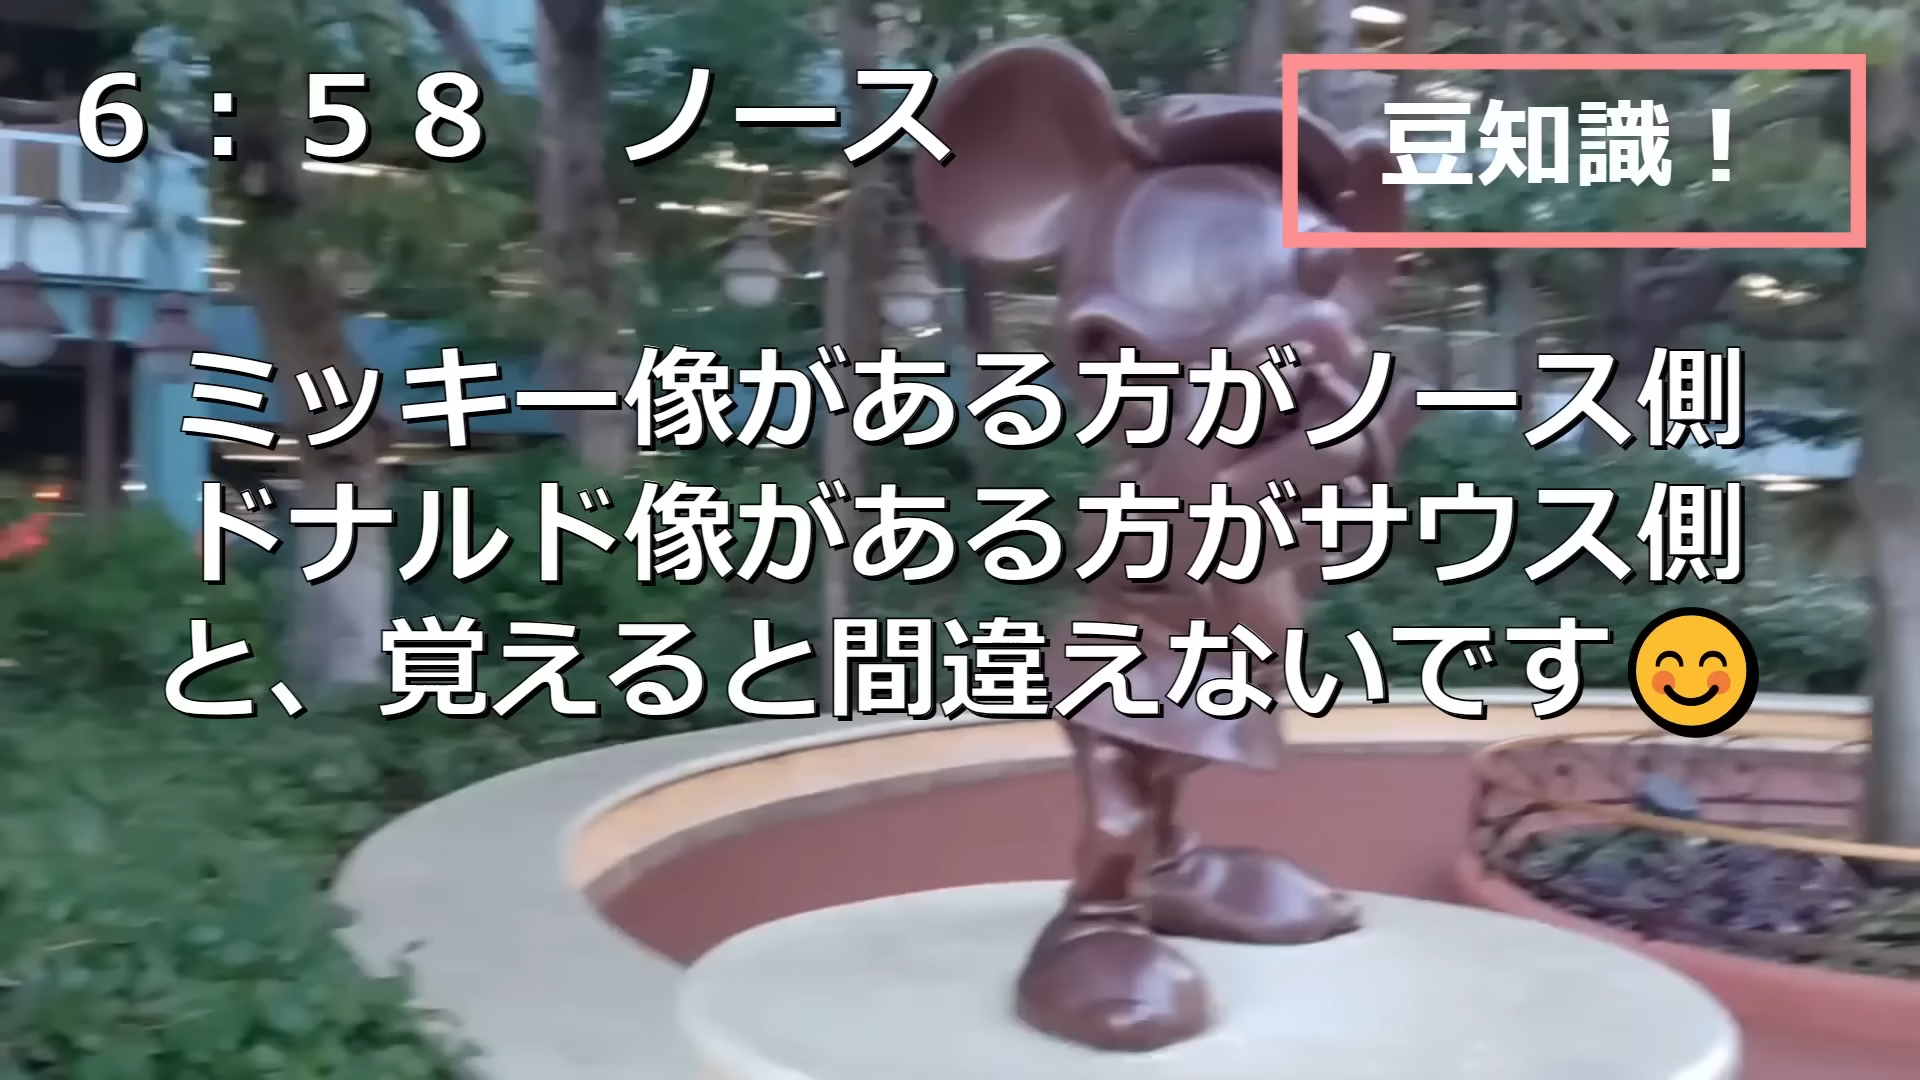 ６：５８　ノース
豆知識！
ミッキー像がある方がノース側
ドナルド像がある方がサウス側
と、覚えると間違えないです😊